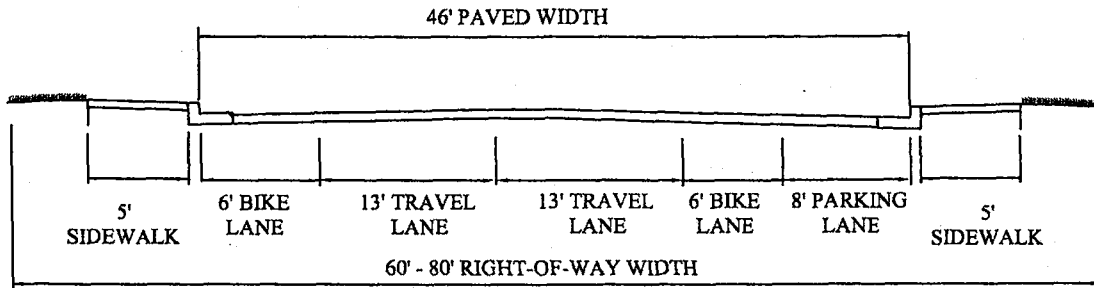 46' PAVED WIDTH
5'
SIDEWALK
6' BIKE
LANE
13' TRAVEL
LANE
13' TRAVEL
LANE
6' BIKE
LANE
8' PARKING
LANE
5'
SIDEWALK
60' - 80' RIGHT-OF-WAY WIDTH